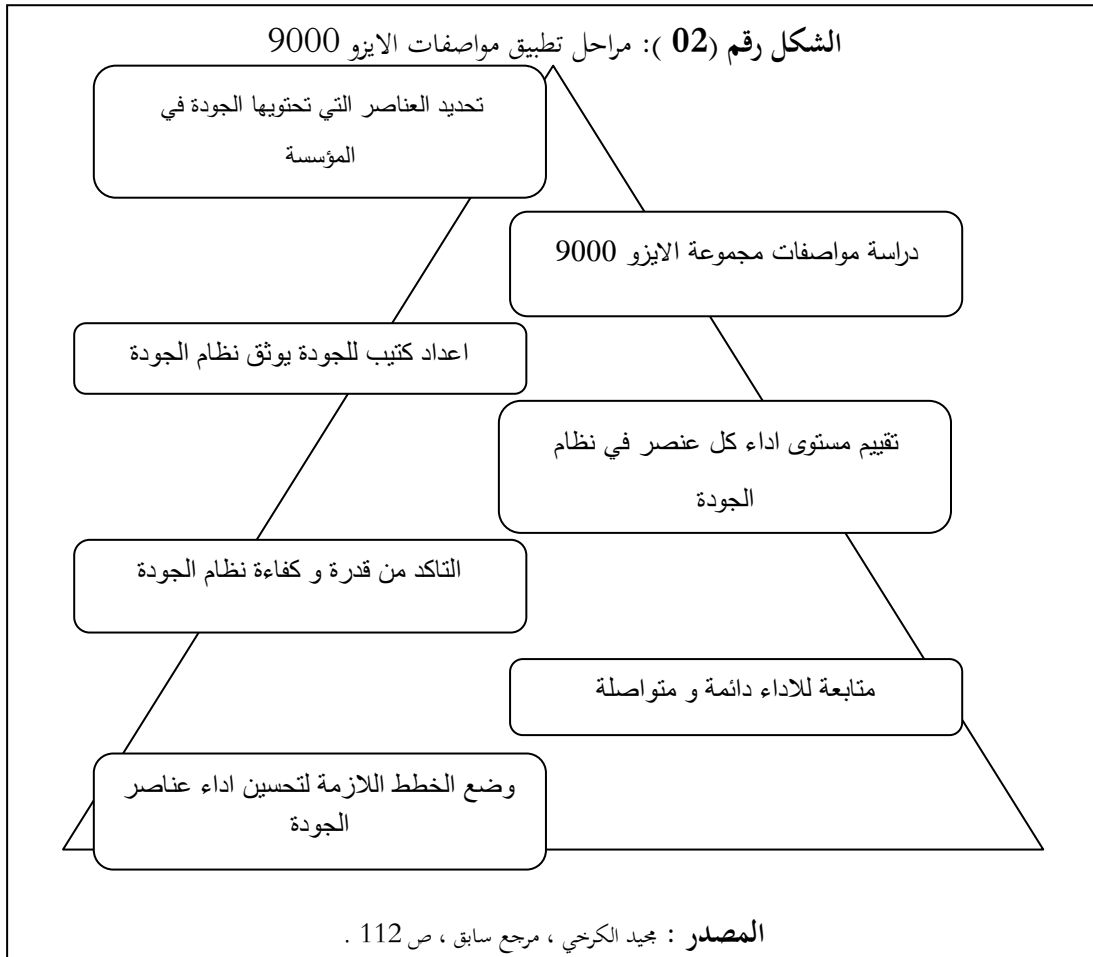 الشكل رقم (02 ): مراحل تطبيق مواصفات الايزو 9000
تحديد العناصر التي تحتويها الجودة في
المؤسسة
دراسة مواصفات مجموعة الايزو 9000
اعداد كتيب للجودة يوثق نظام الجودة
تقييم مستوى اداء كل عنصر في نظام
الجودة
التاكد من قدرة و كفاءة نظام الجودة
متابعة للاداء دائمة و متواصلة
وضع الخطط اللازمة لتحسين اداء عناصر
الجودة
المصدر : مجيد الكرخي ، مرجع سابق ، ص 112 .